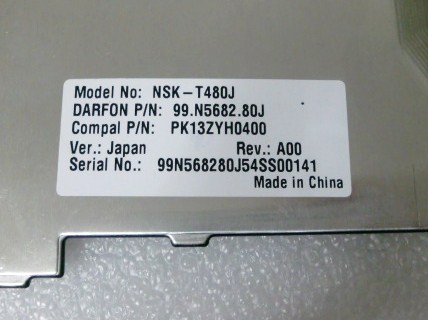 Model No: NSK-T480J
DARFON P/N: 99.N5682.80J
Compal P/N: PK13ZYH0400
Ver.: Japan Rev.: A00
Serial No.: 99N568280J54SS00141
Made in China